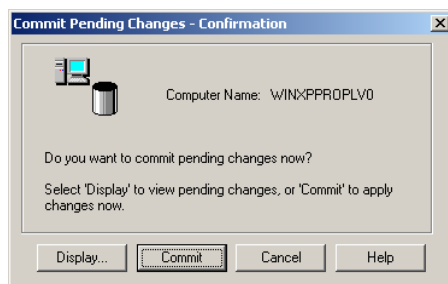 Commit Pending Changes - Confirmation
Computer Name: WINXPPROPLV0
Do you want to commit pending changes now?
Select 'Display' to view pending changes, or 'Commit' to apply
changes now.
Display... Commit Cancel Help